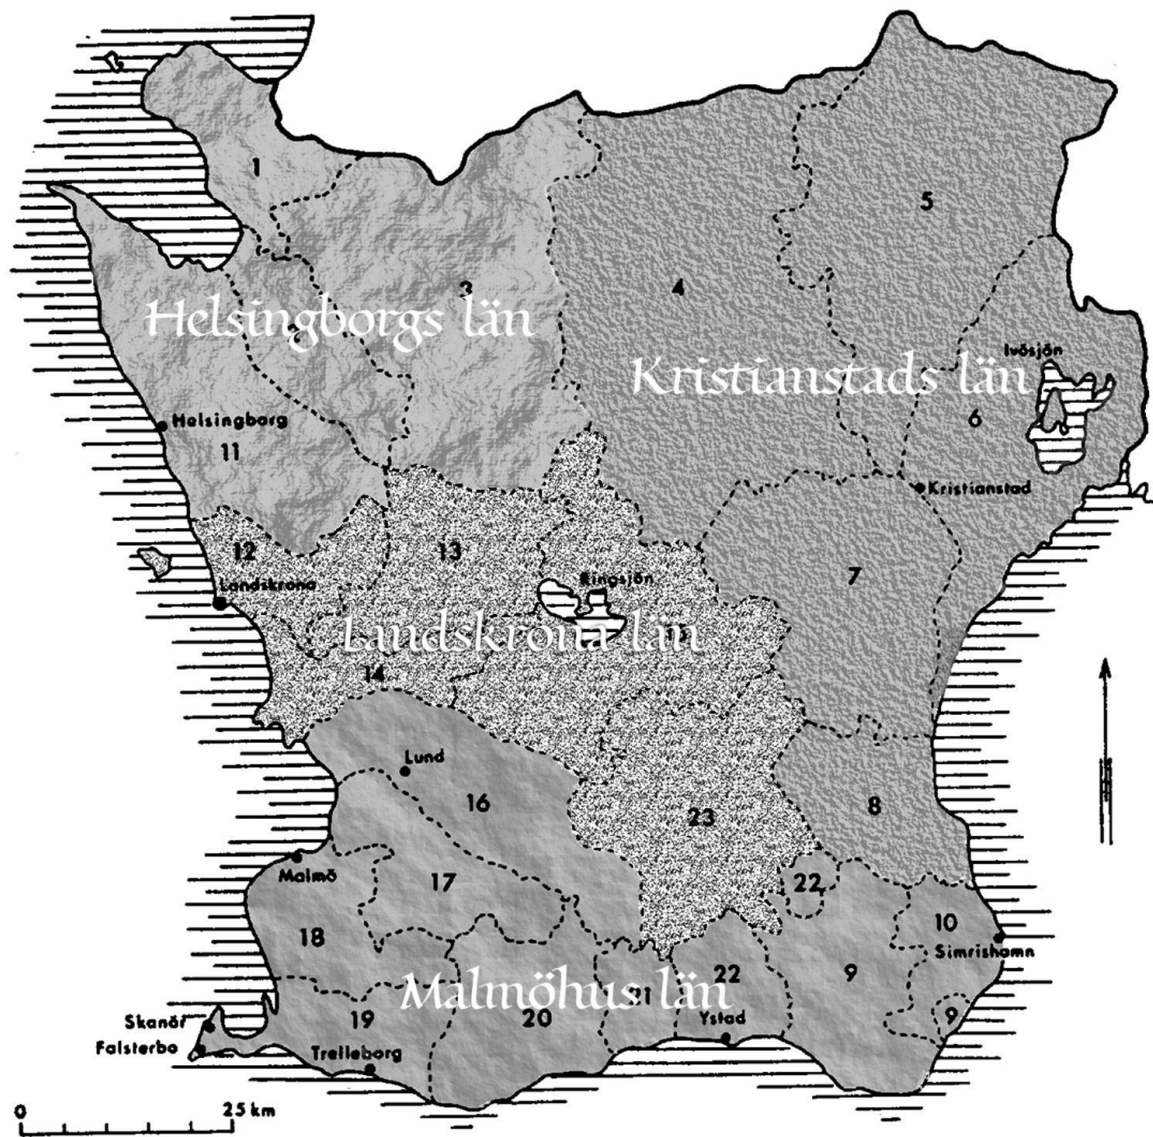 1
5
3
4
Helsingborgs län
Ivösjön
Kristianstads län
6
Helsingborg
11
Kristianstad
12
13
7
Landskrona
Ringsjön
Landskrona län
14
Lund
16
8
23
Malmö
17
22
18
10
Simrishamn
9
22
Malmöhus län
21
20
19
9
Skanör
Ystad
Falsterbo
Trelleborg
0
25 km